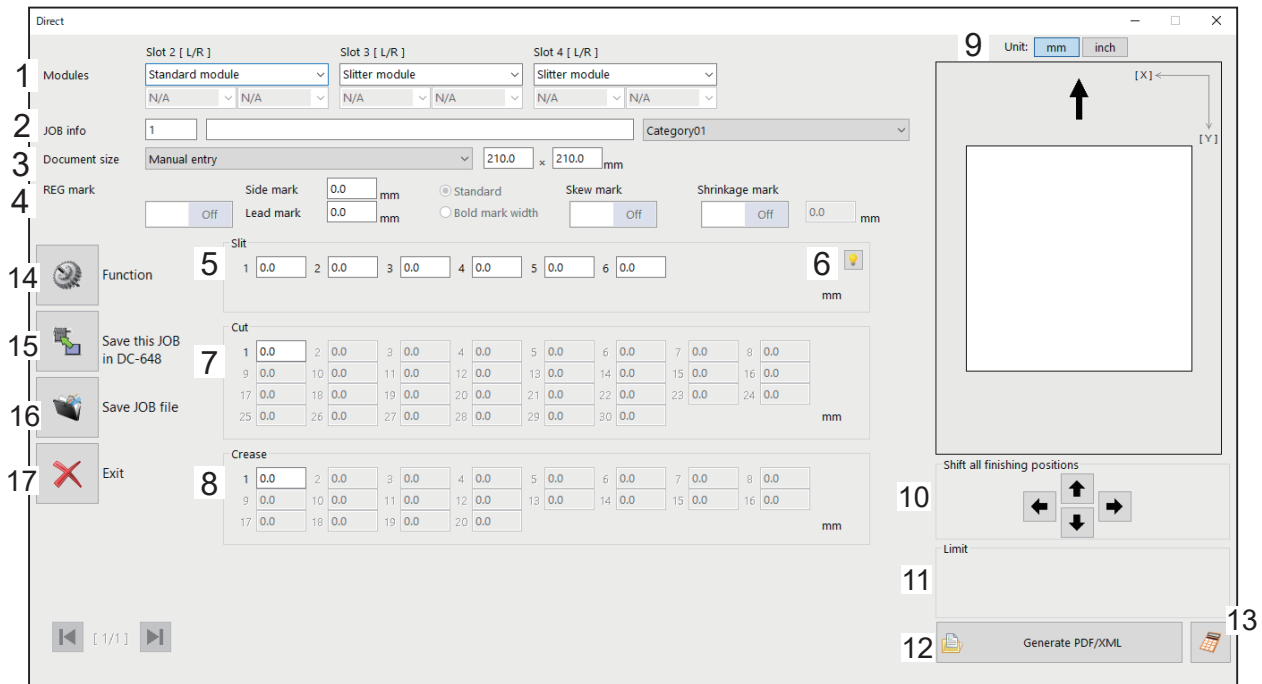 Direct
9 Unit: mm inch
Slot 2 [ L/R ] Slot 3 [ L/R ] Slot 4 [ L/R ]
1 Modules Standard module Slitter module Slitter module
N/A N/A N/A N/A N/A N/A
[X]
[Y]
2 JOB info 1 Category01
3 Document size Manual entry 210.0 × 210.0 mm
4 REG mark Off Side mark 0.0 mm Standard Skew mark Off Shrinkage mark Off 0.0 mm
Lead mark 0.0 mm Bold mark width
Slit
5 1 0.0 2 0.0 3 0.0 4 0.0 5 0.0 6 0.0 6
mm
14 Function
Cut
7 1 0.0 2 0.0 3 0.0 4 0.0 5 0.0 6 0.0 7 0.0 8 0.0
9 0.0 10 0.0 11 0.0 12 0.0 13 0.0 14 0.0 15 0.0 16 0.0
17 0.0 18 0.0 19 0.0 20 0.0 21 0.0 22 0.0 23 0.0 24 0.0
25 0.0 26 0.0 27 0.0 28 0.0 29 0.0 30 0.0 mm
15 Save this JOB
in DC-648
16 Save JOB file
Crease
8 1 0.0 2 0.0 3 0.0 4 0.0 5 0.0 6 0.0 7 0.0 8 0.0
9 0.0 10 0.0 11 0.0 12 0.0 13 0.0 14 0.0 15 0.0 16 0.0
17 0.0 18 0.0 19 0.0 20 0.0 mm
17 Exit
Shift all finishing positions
10
Limit
11
[ 1/1 ]
12 Generate PDF/XML 13